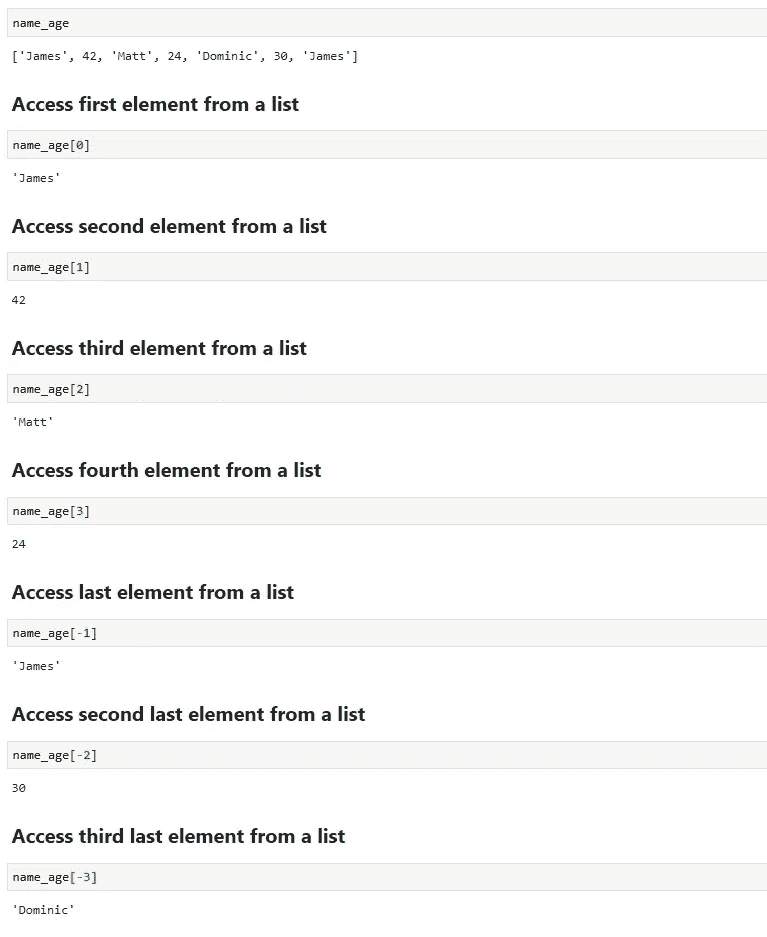 name_age
['James', 42, 'Matt', 24, 'Dominic', 30, 'James']
Access first element from a list
name_age[0]
'James'
Access second element from a list
name_age[1]
42
Access third element from a list
name_age[2]
'Matt'
Access fourth element from a list
name_age[3]
24
Access last element from a list
name_age[-1]
'James'
Access second last element from a list
name_age[-2]
30
Access third last element from a list
name_age[-3]
'Dominic'